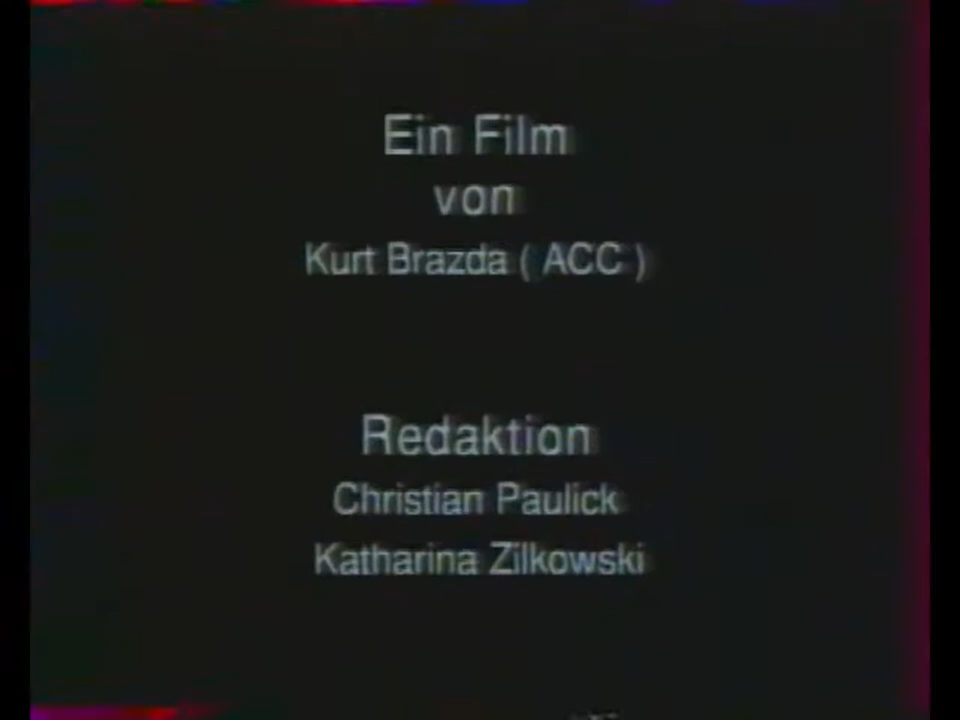 Ein Film
von
Kurt Brazda ( ACC )
Redaktion
Christian Paulick
Katharina Zilkowski